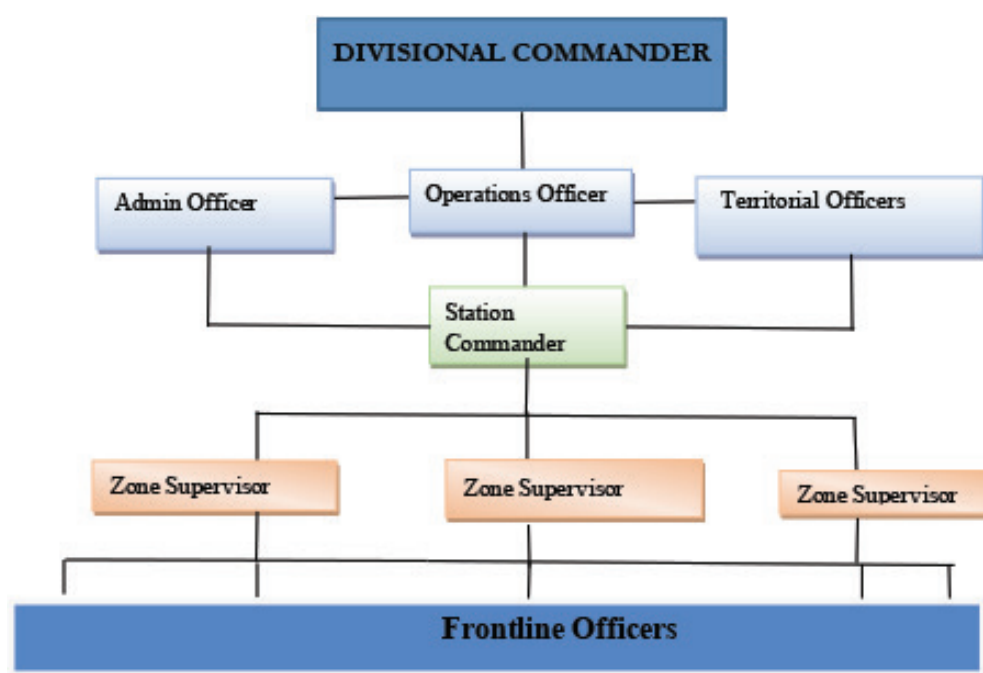 DIVISIONAL COMMANDER
Admin Officer
Operations Officer
Territorial Officers
Station
Commander
Zone Supervisor
Zone Supervisor
Zone Supervisor
Frontline Officers